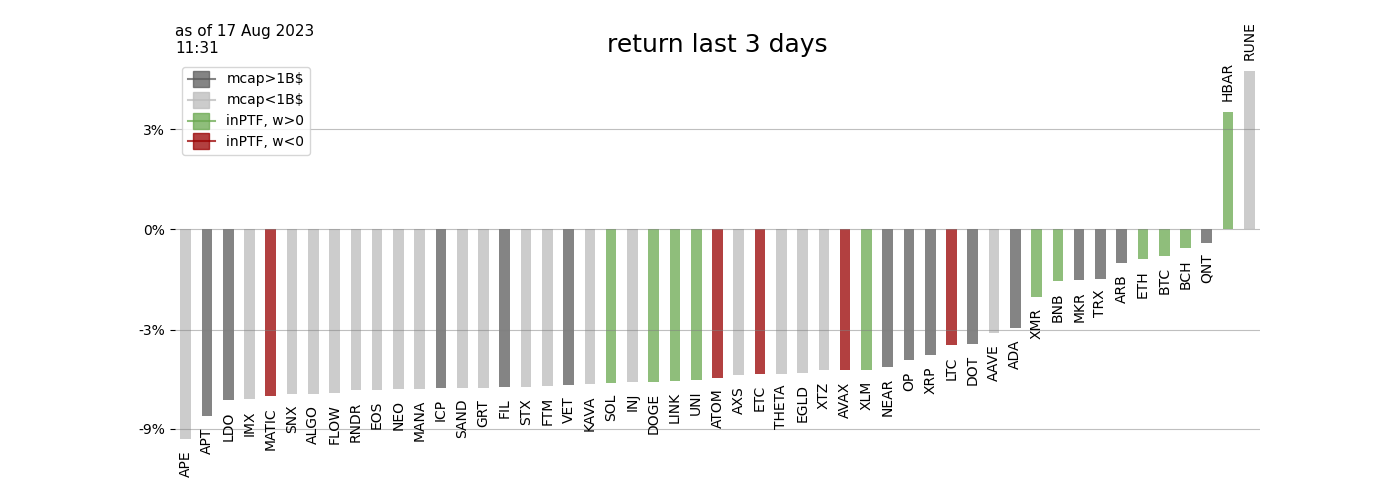 as of 17 Aug 2023
11:31
return last 3 days
mcap>1B$
mcap<1B$
inPTF, w>0
inPTF, w<0
3%
0%
-3%
-9%
APE
APT
LDO
IMX
MATIC
SNX
ALGO
FLOW
RNDR
EOS
NEO
MANA
ICP
SAND
GRT
FIL
STX
FTM
VET
KAVA
SOL
INJ
DOGE
LINK
UNI
ATOM
AXS
ETC
THETA
EGLD
XTZ
AVAX
XLM
NEAR
OP
XRP
LTC
DOT
AAVE
ADA
XMR
BNB
MKR
TRX
ARB
ETH
BTC
BCH
QNT
HBAR
RUNE